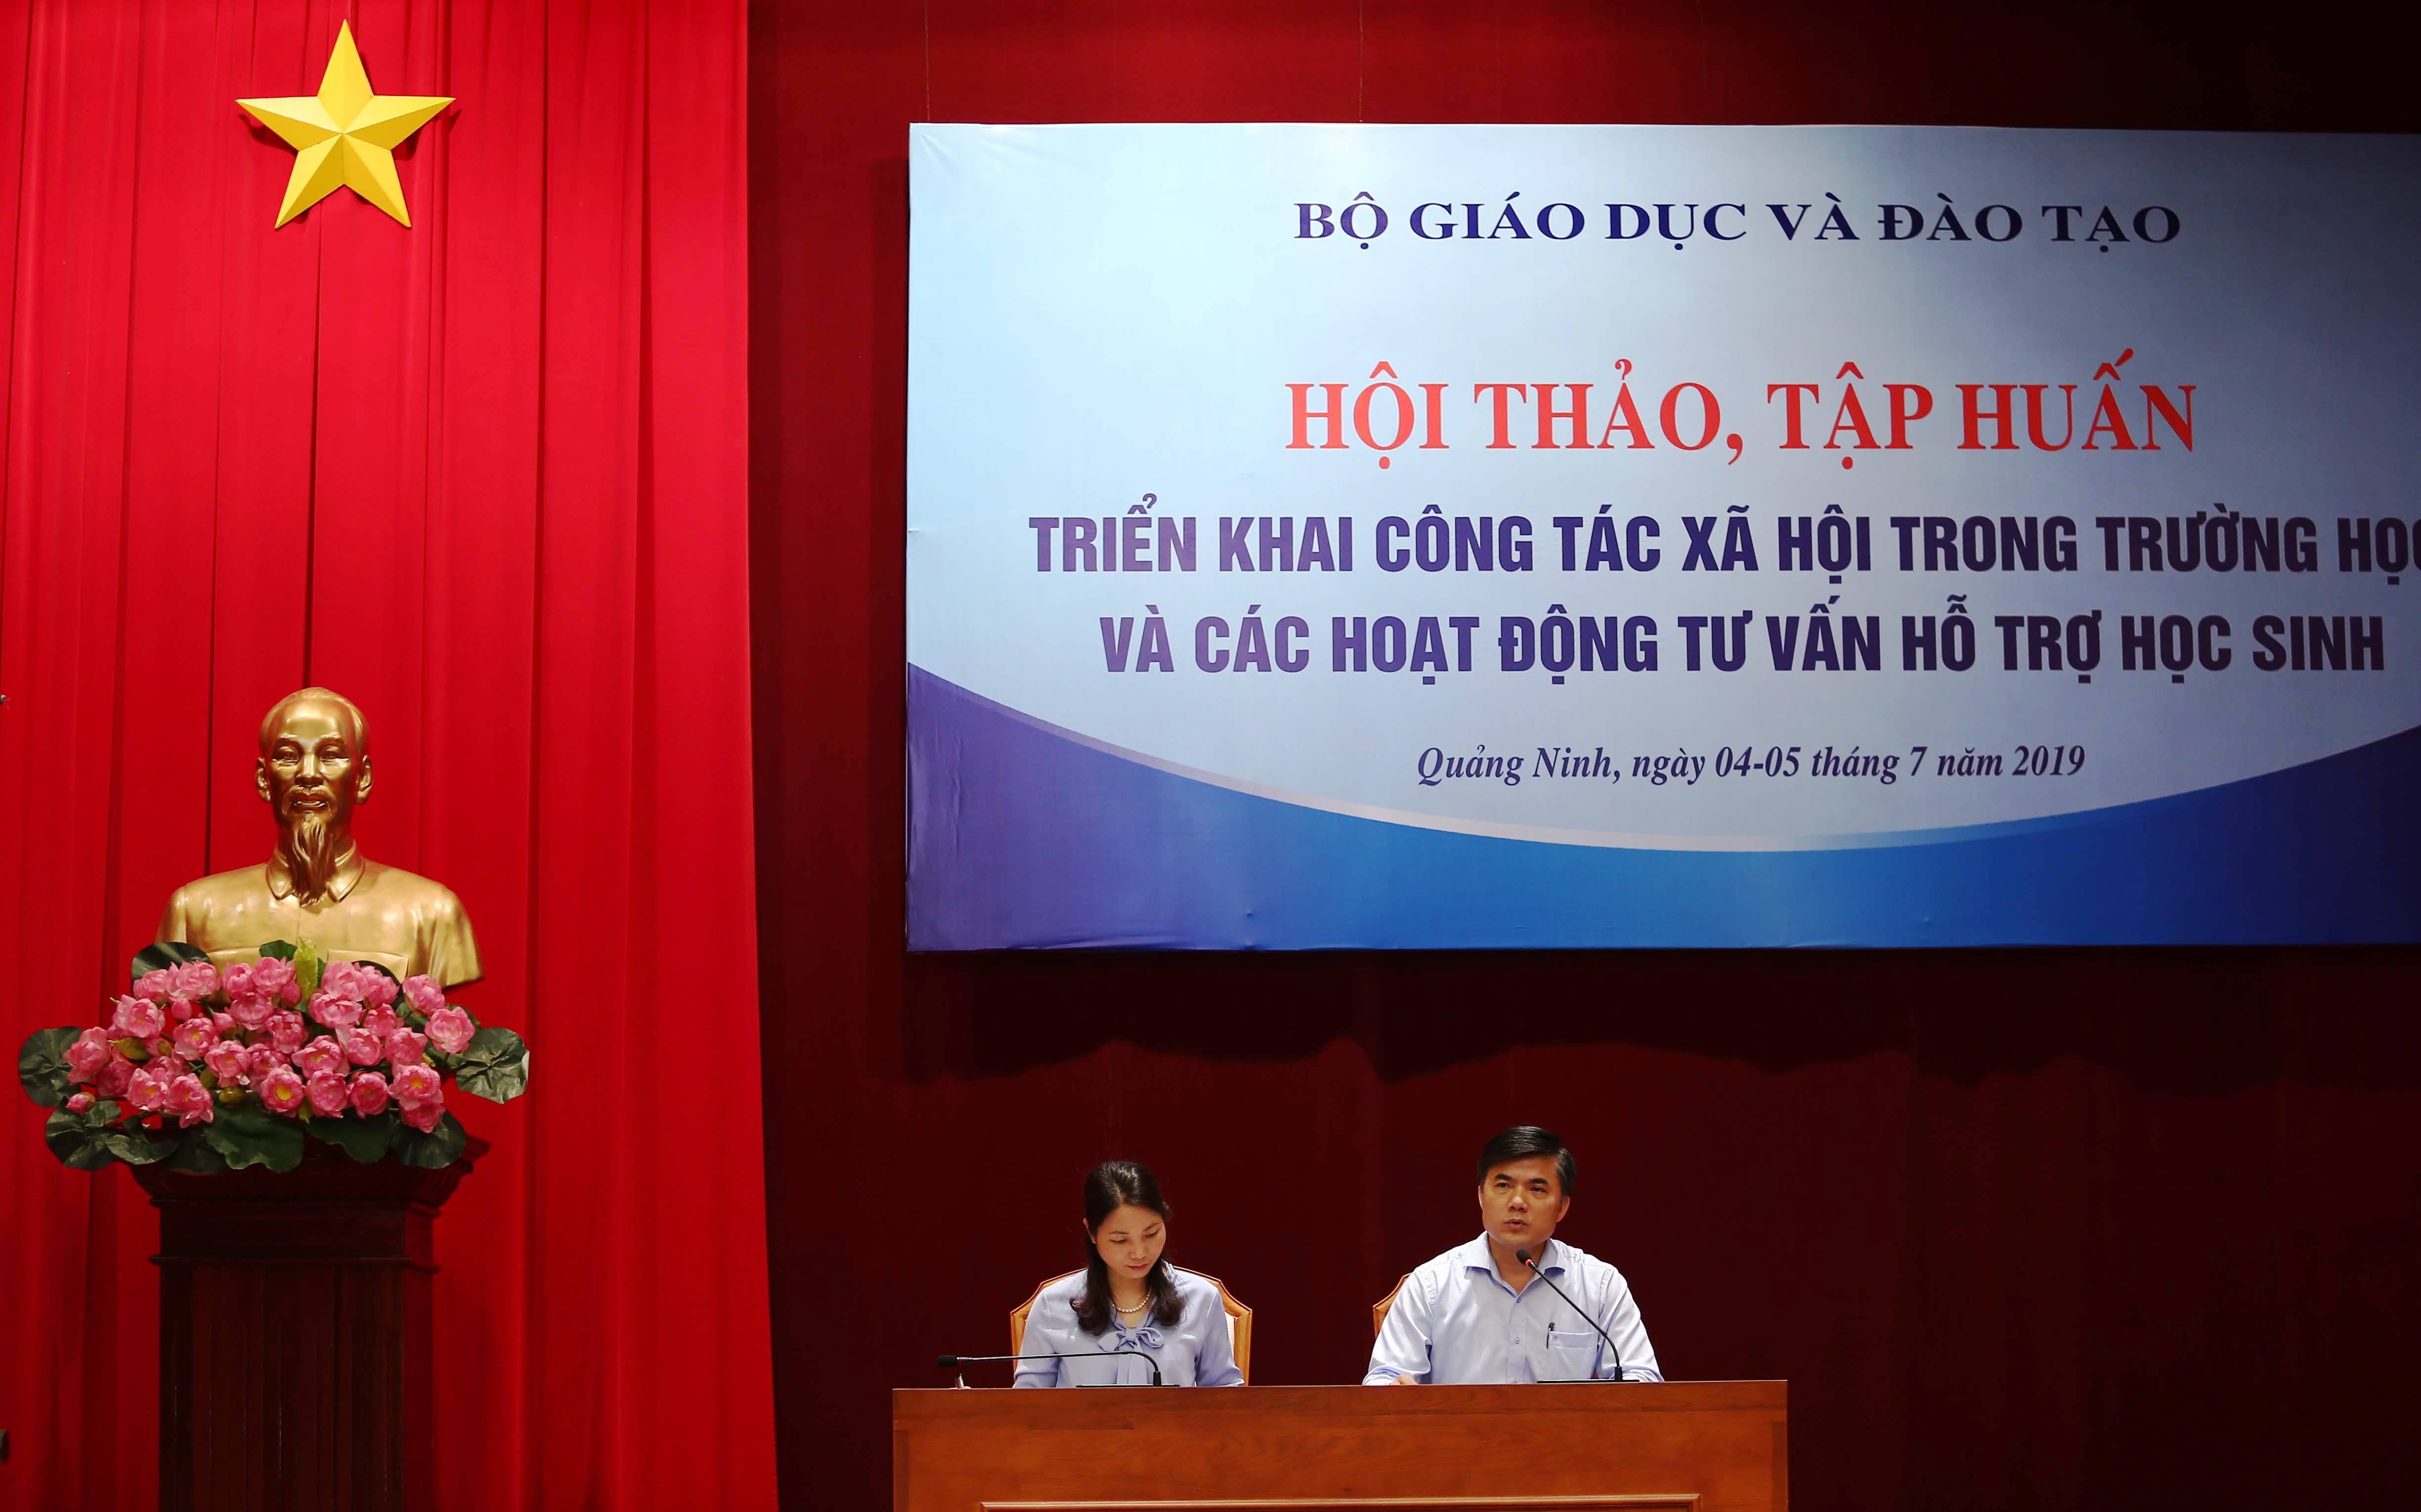 BỘ GIÁO DỤC VÀ ĐÀO TẠO
HỘI THẢO, TẬP HUẤN
TRIỂN KHAI CÔNG TÁC XÃ HỘI TRONG TRƯỜNG HỌC
VÀ CÁC HOẠT ĐỘNG TƯ VẤN HỖ TRỢ HỌC SINH
Quảng Ninh, ngày 04-05 tháng 7 năm 2019